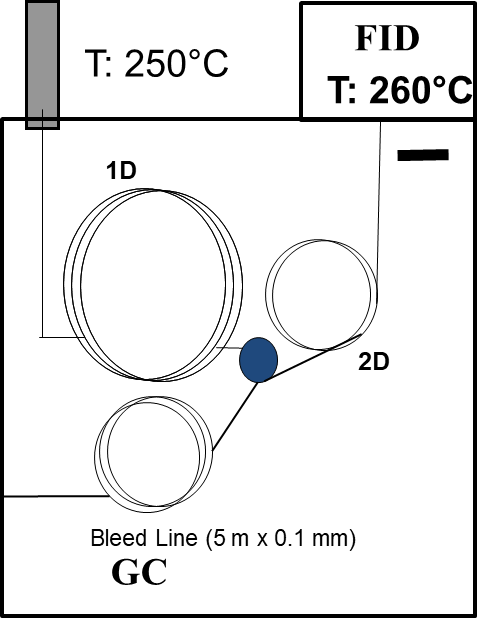 FID
T: 250°C
T: 260°C
1D
2D
Bleed Line (5 m x 0.1 mm)
GC